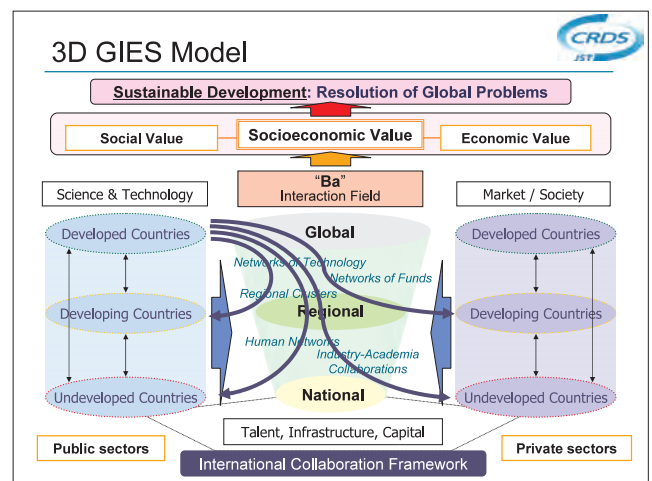 3D GIES Model
CRDS
JST
Sustainable Development: Resolution of Global Problems
Social Value
Socioeconomic Value
Economic Value
"Ba"
Interaction Field
Science & Technology
Market / Society
Developed Countries
Global
Developed Countries
Networks of Technology
Networks of Funds
Regional Clusters
Developing Countries
Regional
Developing Countries
Human Networks
Industry-Academia
Collaborations
Undeveloped Countries
National
Undeveloped Countries
Talent, Infrastructure, Capital
Public sectors
Private sectors
International Collaboration Framework